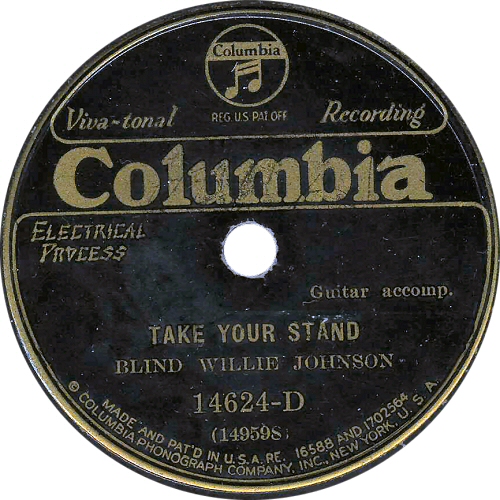 Columbia
REG. U.S. PAT. OFF.
Viva-tonal Recording
Columbia
ELECTRICAL
PROCESS
Guitar accomp.
TAKE YOUR STAND
BLIND WILLIE JOHNSON
14624-D
(149598)
MADE AND PAT'D IN U.S.A. RE. 16588 AND 1702564
© COLUMBIA PHONOGRAPH COMPANY, INC., NEW YORK, U. S. A.